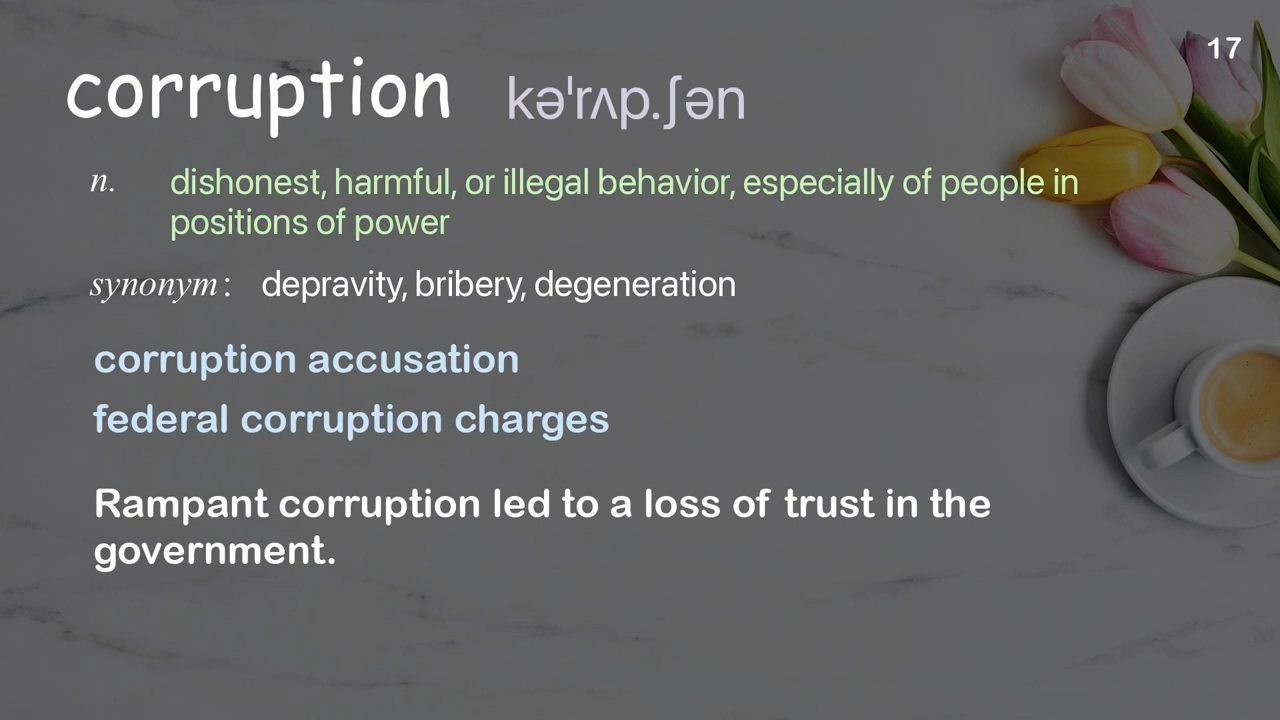 17
corruption kəˈrʌp.ʃən
n. dishonest, harmful, or illegal behavior, especially of people in
positions of power
synonym: depravity, bribery, degeneration
corruption accusation
federal corruption charges
Rampant corruption led to a loss of trust in the
government.